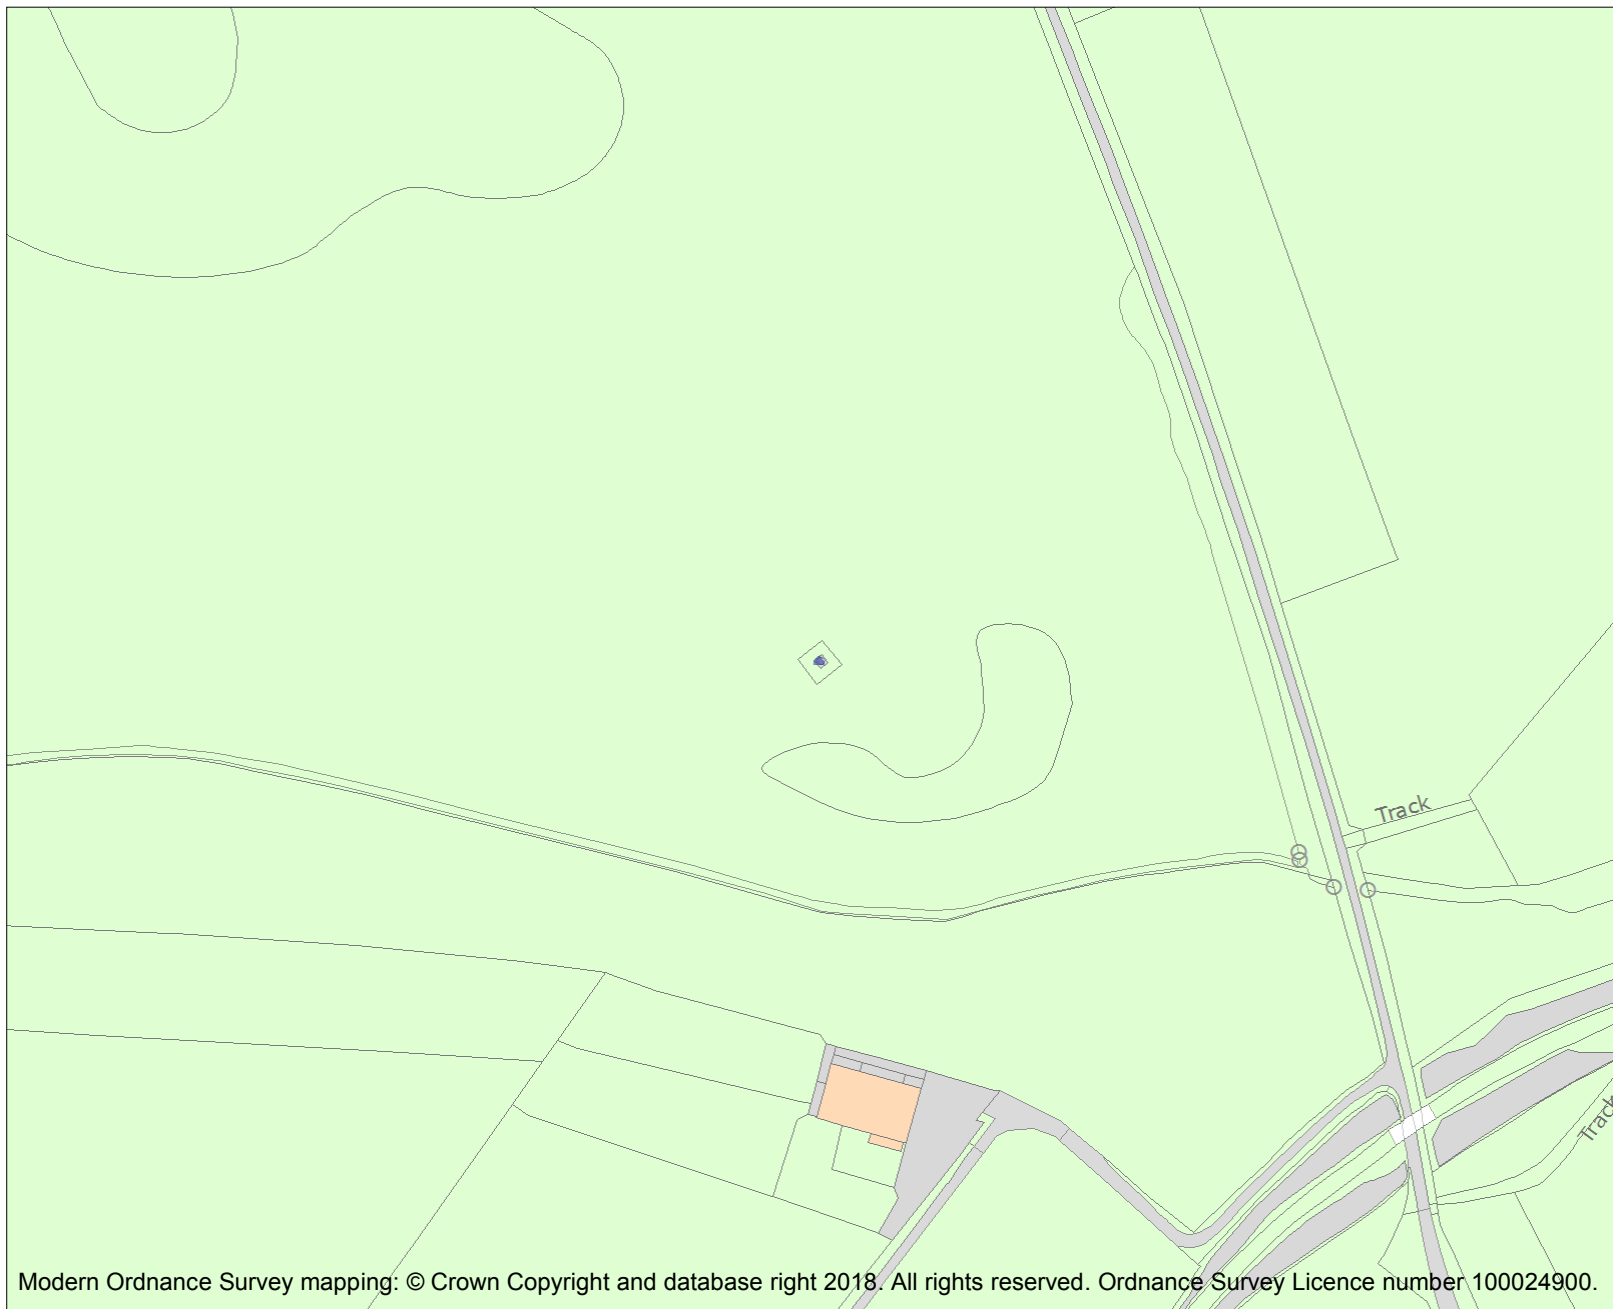 Track
Track
Modern Ordnance Survey mapping: © Crown Copyright and database right 2018. All rights reserved. Ordnance Survey Licence number 100024900.